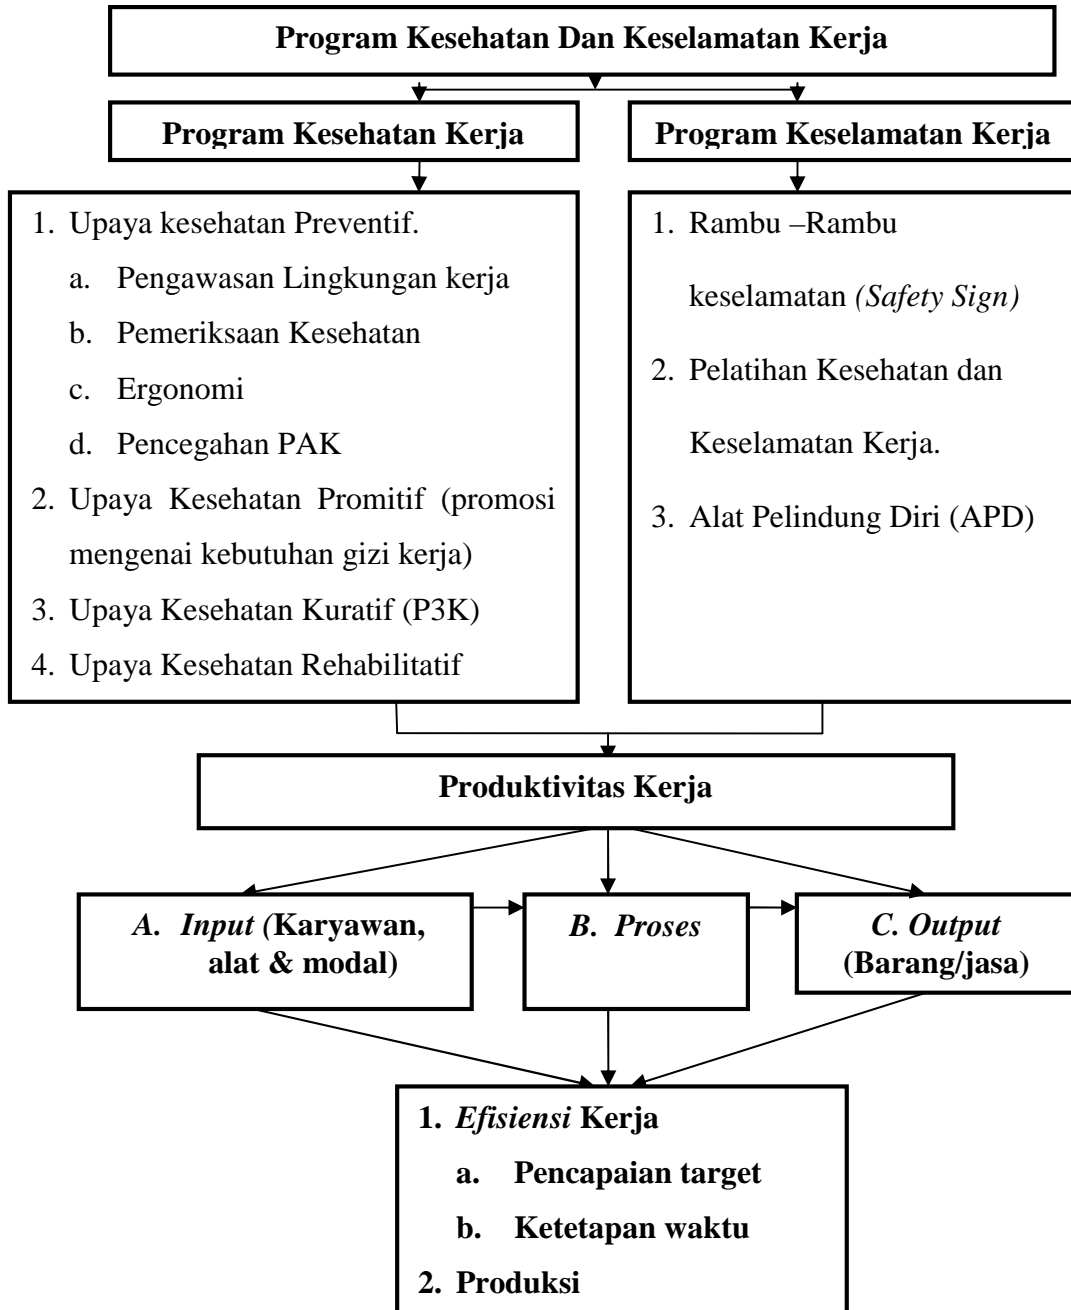 Program Kesehatan Dan Keselamatan Kerja
Program Kesehatan Kerja
Program Keselamatan Kerja
1. Upaya kesehatan Preventif.
a. Pengawasan Lingkungan kerja
b. Pemeriksaan Kesehatan
c. Ergonomi
d. Pencegahan PAK
2. Upaya Kesehatan Promitif (promosi
mengenai kebutuhan gizi kerja)
3. Upaya Kesehatan Kuratif (P3K)
4. Upaya Kesehatan Rehabilitatif
1. Rambu –Rambu
keselamatan (Safety Sign)
2. Pelatihan Kesehatan dan
Keselamatan Kerja.
3. Alat Pelindung Diri (APD)
Produktivitas Kerja
A. Input (Karyawan,
alat & modal)
B. Proses
C. Output
(Barang/jasa)
1. Efisiensi Kerja
a. Pencapaian target
b. Ketetapan waktu
2. Produksi